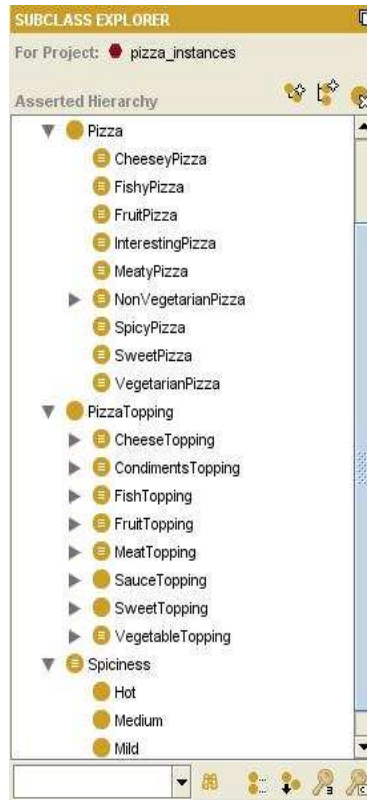 SUBCLASS EXPLORER
For Project: pizza_instances
Asserted Hierarchy
Pizza
CheeseyPizza
FishyPizza
FruitPizza
InterestingPizza
MeatyPizza
NonVegetarianPizza
SpicyPizza
SweetPizza
VegetarianPizza
PizzaTopping
CheeseTopping
CondimentsTopping
FishTopping
FruitTopping
MeatTopping
SauceTopping
SweetTopping
VegetableTopping
Spiciness
Hot
Medium
Mild